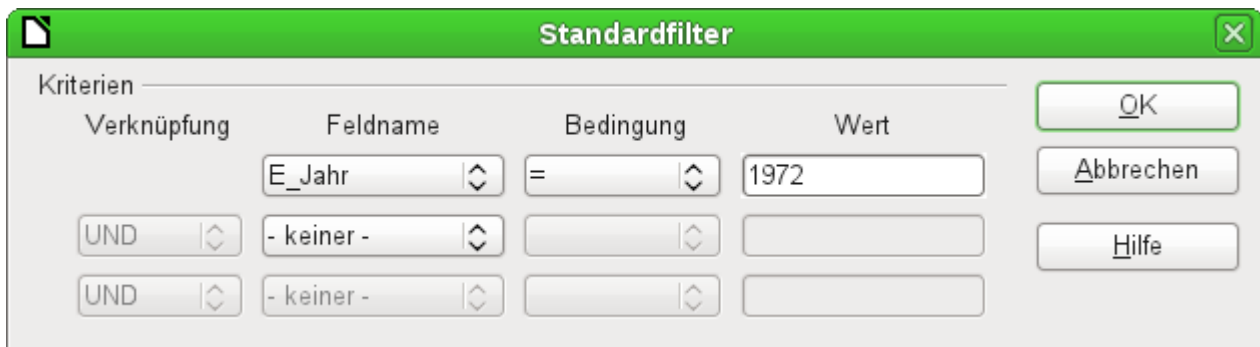 Standardfilter
Kriterien
Verknüpfung Feldname Bedingung Wert
E_Jahr = 1972
UND - keiner -
UND - keiner -
OK
Abbrechen
Hilfe